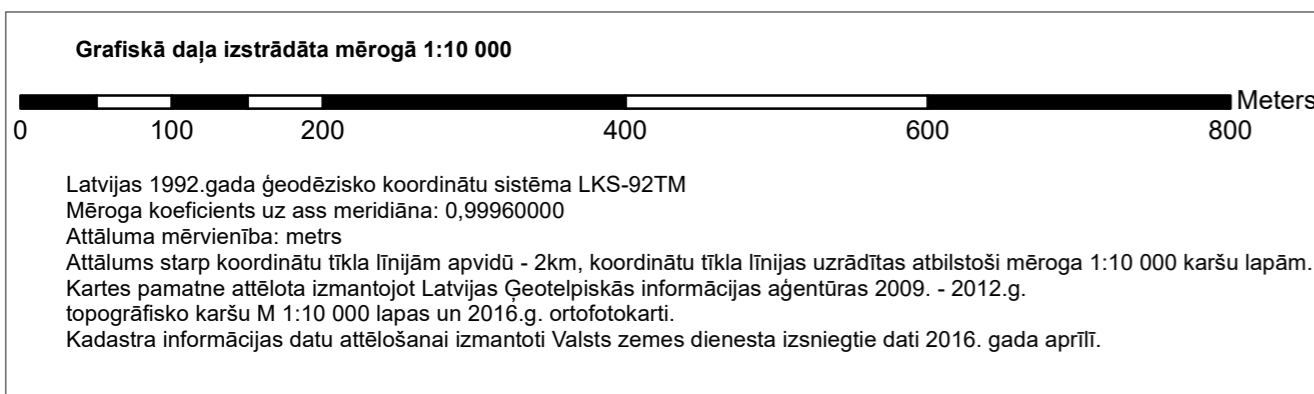 Grafiskā daļa izstrādāta mērogā 1:10 000
Meters
0 100 200 400 600 800
Latvijas 1992.gada ģeodēzisko koordinātu sistēma LKS-92TM
Mēroga koeficients uz ass meridiāna: 0,99960000
Attāluma mērvienība: metrs
Attālums starp koordinātu tīkla līnijām apvidū - 2km, koordinātu tīkla līnijas uzrādītas atbilstoši mēroga 1:10 000 karšu lapām.
Kartes pamatne attēlota izmantojot Latvijas Ģeotelpiskās informācijas aģentūras 2009. - 2012.g.
topogrāfisko karšu M 1:10 000 lapas un 2016.g. ortofotokarti.
Kadastra informācijas datu attēlošanai izmantoti Valsts zemes dienesta izsniegtie dati 2016. gada aprīlī.